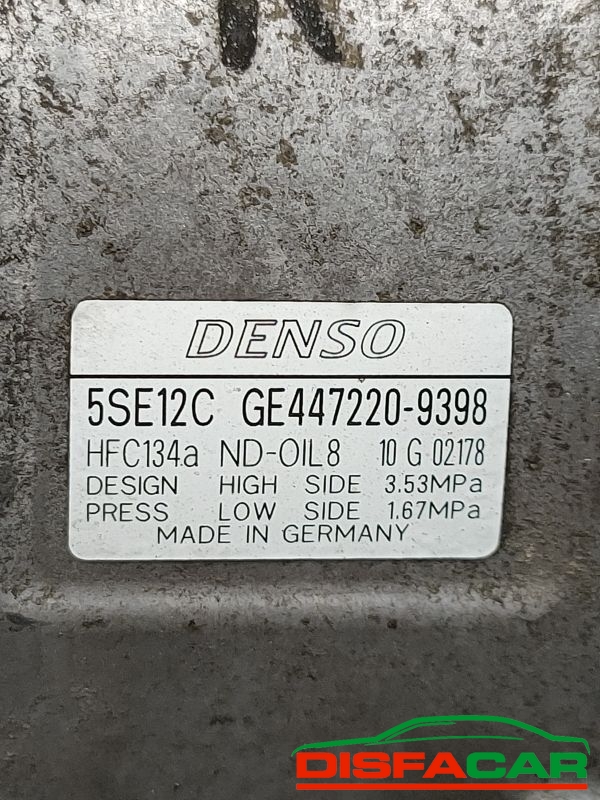 DENSO
5SE12C GE447220-9398
HFC134a ND-OIL8 10 G 02178
DESIGN HIGH SIDE 3.53MPa
PRESS LOW SIDE 1.67MPa
MADE IN GERMANY
DISFACAR